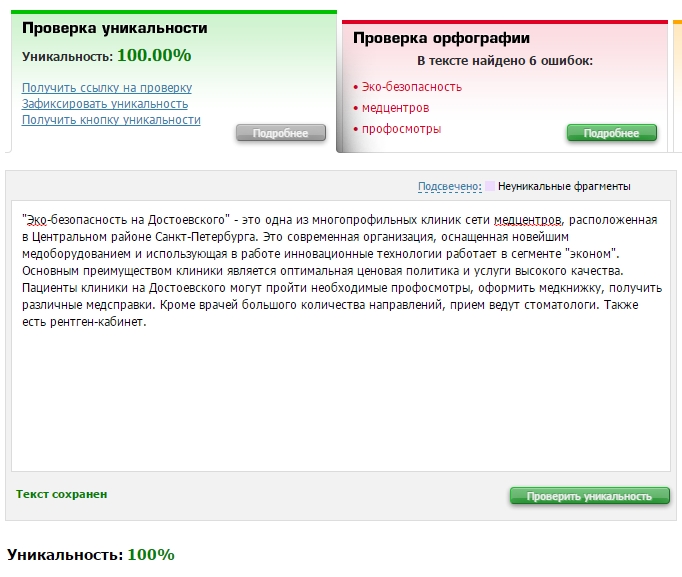 Проверка уникальности
Уникальность: 100.00%
Получить ссылку на проверку
Зафиксировать уникальность
Получить кнопку уникальности
Подробнее
Проверка орфографии
В тексте найдено 6 ошибок:
• Эко-безопасность
• медцентров
• профосмотры
Подробнее
Подсвечено: Неуникальные фрагменты
"Эко-безопасность на Достоевского" - это одна из многопрофильных клиник сети медцентров, расположенная
в Центральном районе Санкт-Петербурга. Это современная организация, оснащенная новейшим
медоборудованием и использующая в работе инновационные технологии работает в сегменте "эконом".
Основным преимуществом клиники является оптимальная ценовая политика и услуги высокого качества.
Пациенты клиники на Достоевского могут пройти необходимые профосмотры, оформить медкнижку, получить
различные медсправки. Кроме врачей большого количества направлений, прием ведут стоматологи. Также
есть рентген-кабинет.
Текст сохранен
Проверить уникальность
Уникальность: 100%